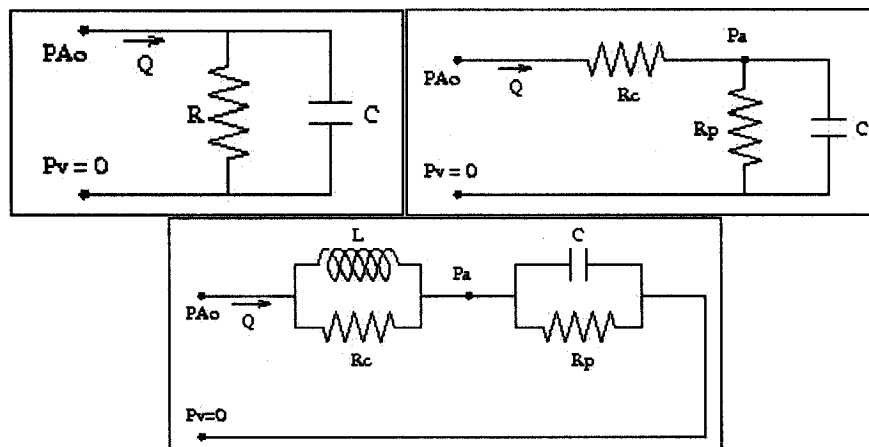 PAo
Q
R
C
Pv = 0
Pa
PAo
Q
Rc
Rp
C
Pv = 0
L
C
Pa
PAo
Q
Rc
Rp
Pv=0